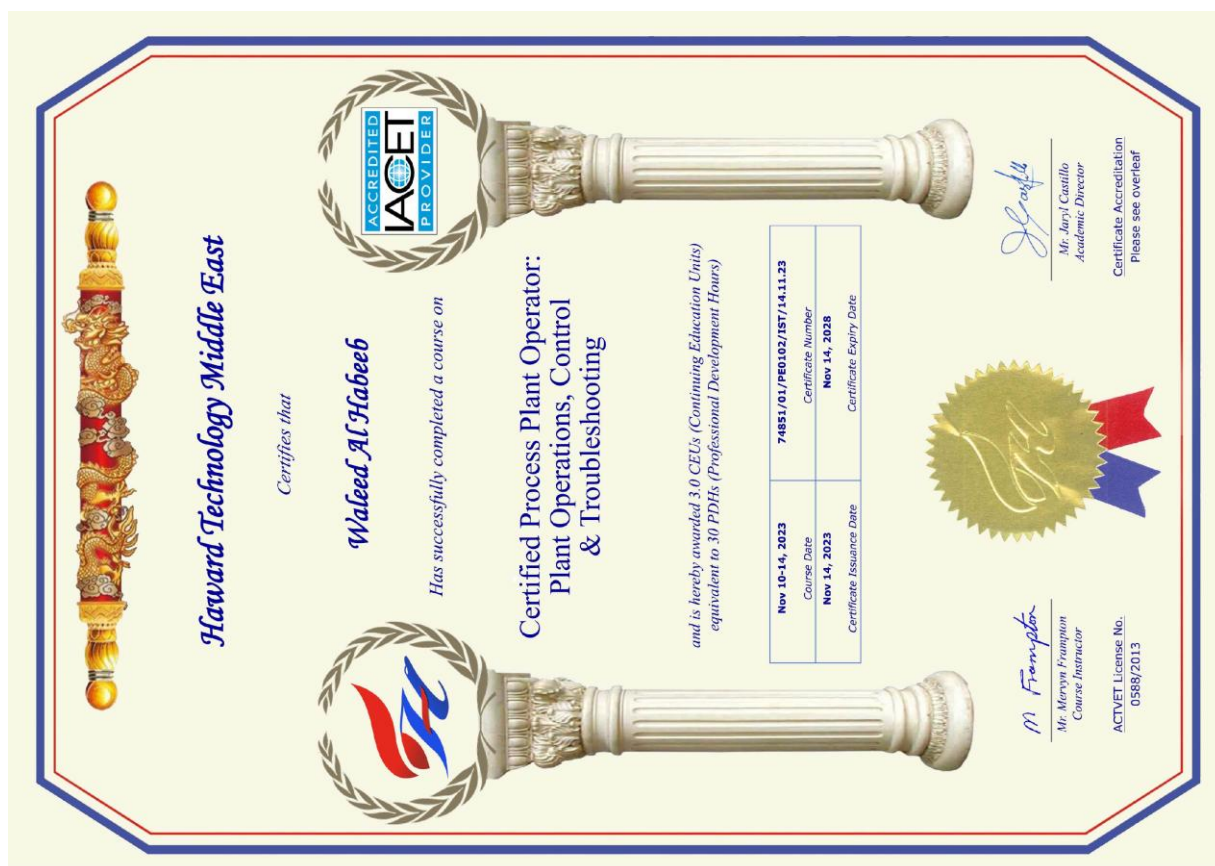 Haward Technology Middle East
Certifies that
ACCREDITED
IACET
PROVIDER
Waleed Al Habeeb
Has successfully completed a course on
Certified Process Plant Operator:
Plant Operations, Control
& Troubleshooting
and is hereby awarded 3.0 CEUs (Continuing Education Units)
equivalent to 30 PDHs (Professional Development Hours)
Nov 10-14, 2023 74851/01/PE0102/IST/14.11.23
Course Date Certificate Number
Nov 14, 2023 Nov 14, 2028
Certificate Issuance Date Certificate Expiry Date
M Frampton
Mr. Mervyn Frampton Mr. Jaryl Castillo
Course Instructor Academic Director
ACTVET License No. Certificate Accreditation
0588/2013 Please see overleaf